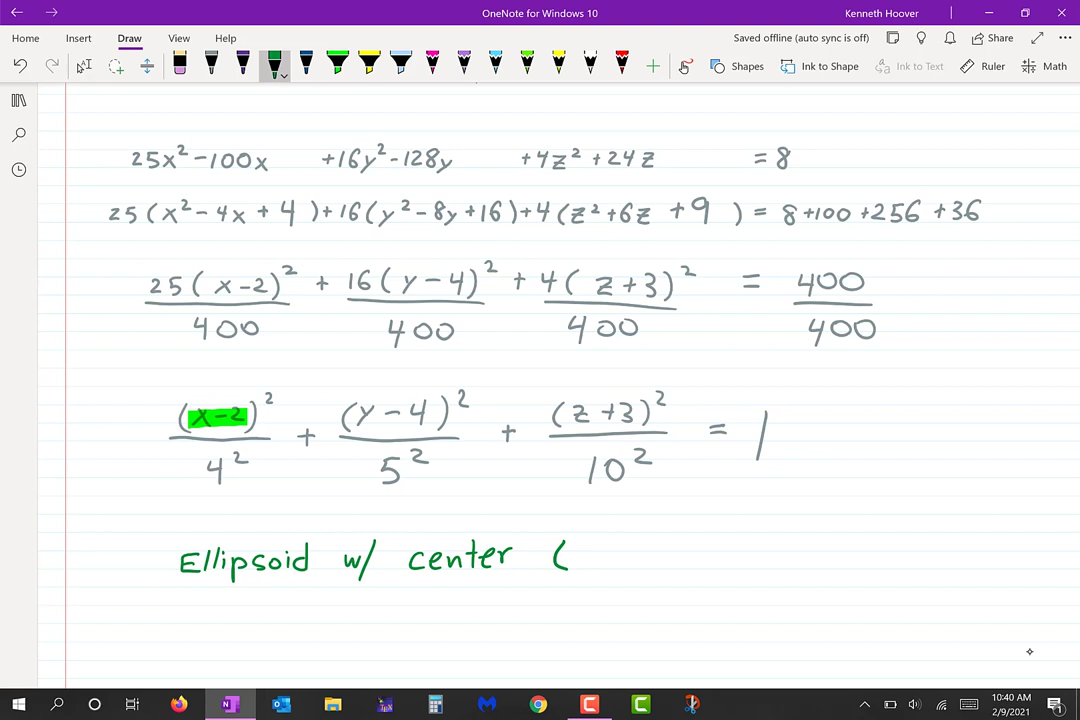 OneNote for Windows 10
Kenneth Hoover
Home Insert Draw View Help
Saved offline (auto sync is off)
Share
Shapes Ink to Shape Ink to Text Ruler Math
25x² -100x +16y² -128y +4z² +24z = 8
25(x² - 4x + 4) + 16(y² - 8y + 16) + 4(z² + 6z + 9) = 8 + 100 + 256 + 36
25(x-2)²/400 + 16(y-4)²/400 + 4(z+3)²/400 = 400/400
(x-2)²/4² + (y-4)²/5² + (z+3)²/10² = 1
Ellipsoid w/ center (
10:40 AM
2/9/2021